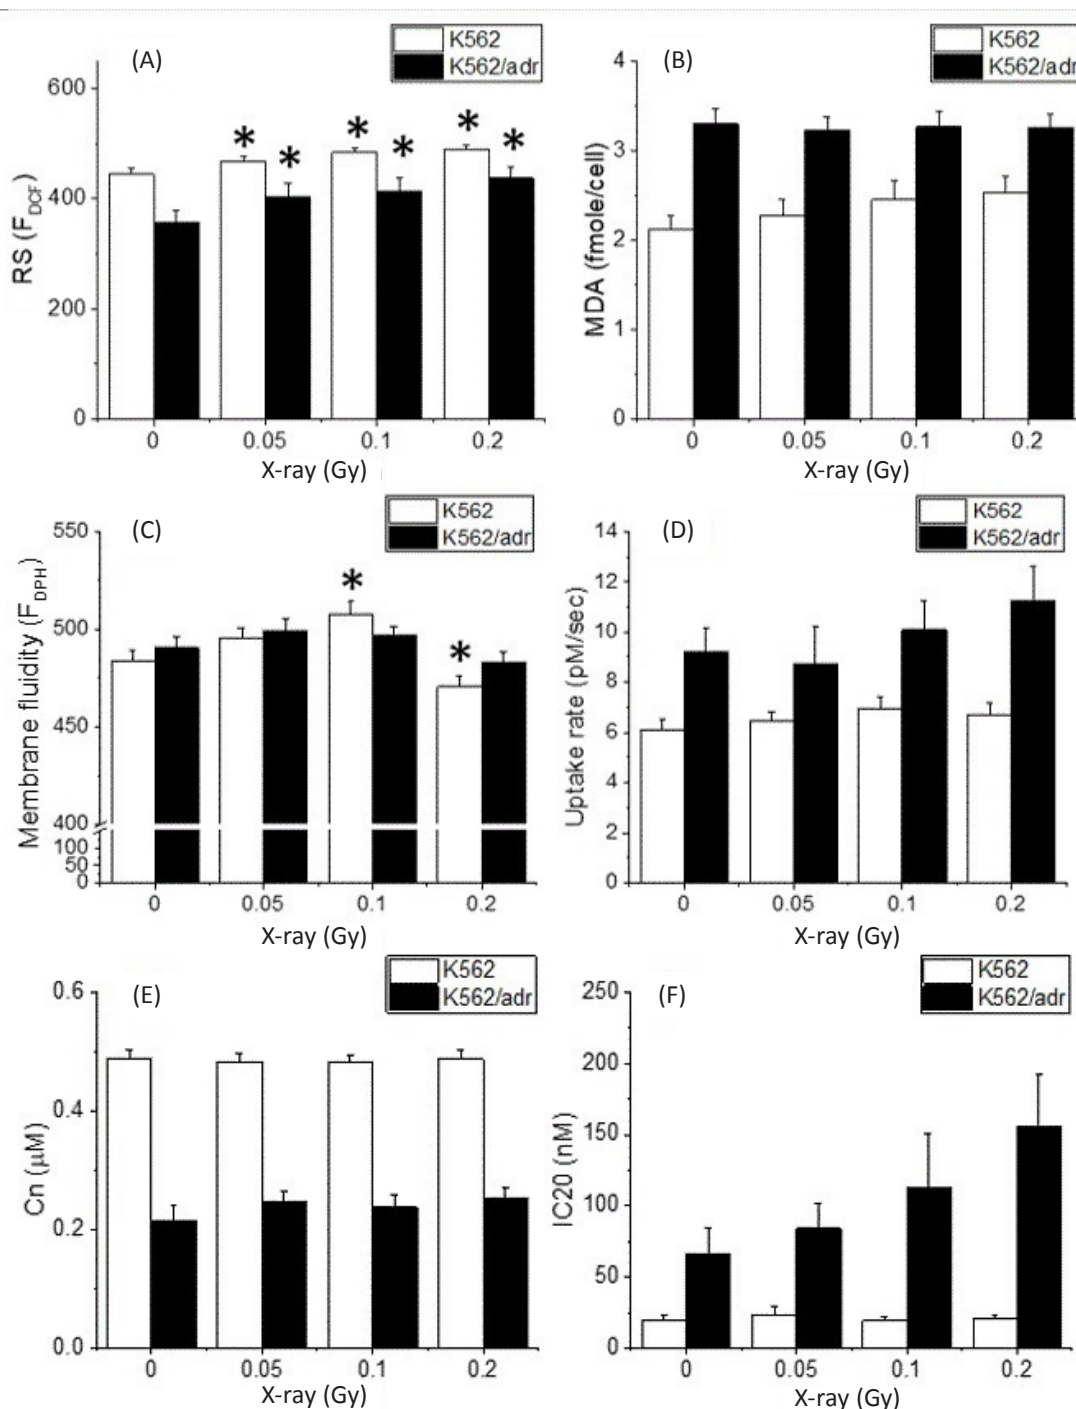 K562
K562/adr
(A)
600
400
200
0
RS (F_DCF)
* * * * * *
0 0.05 0.1 0.2
X-ray (Gy)
K562
K562/adr
(B)
4
3
2
1
0
MDA (fmole/cell)
0 0.05 0.1 0.2
X-ray (Gy)
K562
K562/adr
(C)
550
500
450
400
100
50
0
Membrane fluidity (F_DPH)
* *
0 0.05 0.1 0.2
X-ray (Gy)
K562
K562/adr
(D)
14
12
10
8
6
4
2
0
Uptake rate (pM/sec)
0 0.05 0.1 0.2
X-ray (Gy)
K562
K562/adr
(E)
0.6
0.4
0.2
0.0
Cn (μM)
0 0.05 0.1 0.2
X-ray (Gy)
K562
K562/adr
(F)
250
200
150
100
50
0
IC20 (nM)
0 0.05 0.1 0.2
X-ray (Gy)